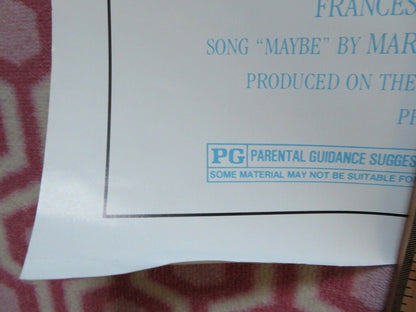 FRANCES
SONG "MAYBE" BY MAR
PRODUCED ON THE
PG PARENTAL GUIDANCE SUGGES
SOME MATERIAL MAY NOT BE SUITABLE FO